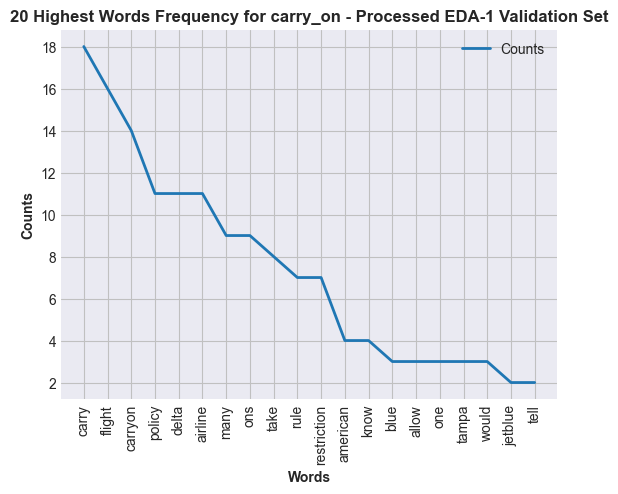 20 Highest Words Frequency for carry_on - Processed EDA-1 Validation Set
Counts
18
16
14
12
10
8
6
4
2
Counts
carry
flight
carryon
policy
delta
airline
many
ons
take
rule
restriction
american
know
blue
allow
one
tampa
would
jetblue
tell
Words